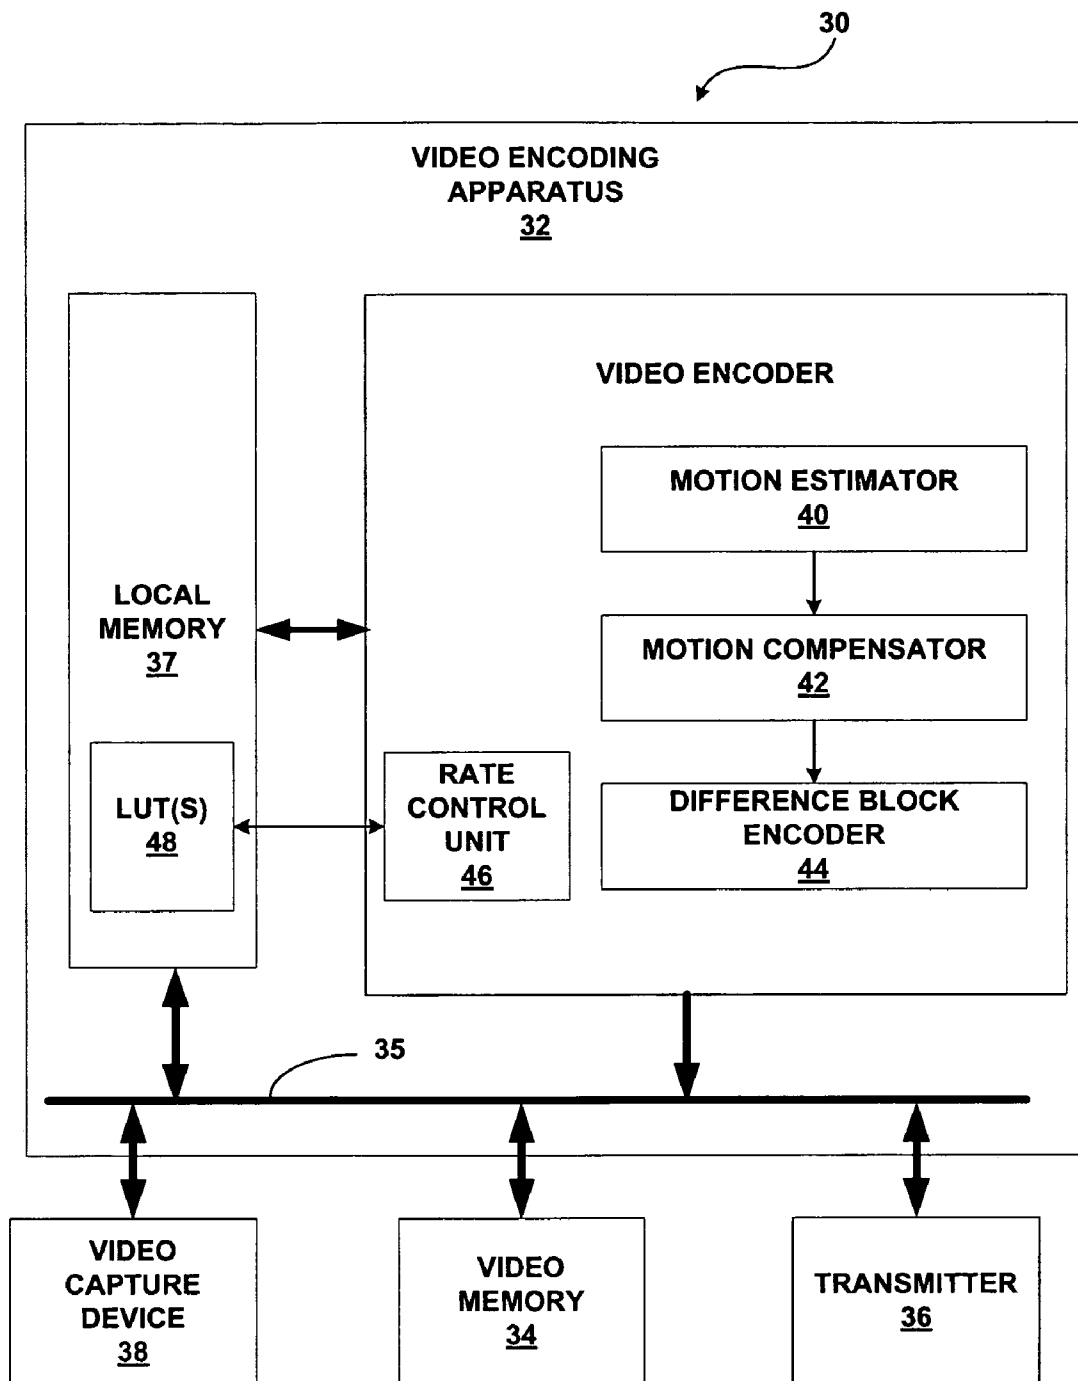 30
VIDEO ENCODING
APPARATUS
32
VIDEO ENCODER
MOTION ESTIMATOR
40
LOCAL
MEMORY
37
MOTION COMPENSATOR
42
LUT(S)
48
RATE
CONTROL
UNIT
46
DIFFERENCE BLOCK
ENCODER
44
35
VIDEO
CAPTURE
DEVICE
38
VIDEO
MEMORY
34
TRANSMITTER
36